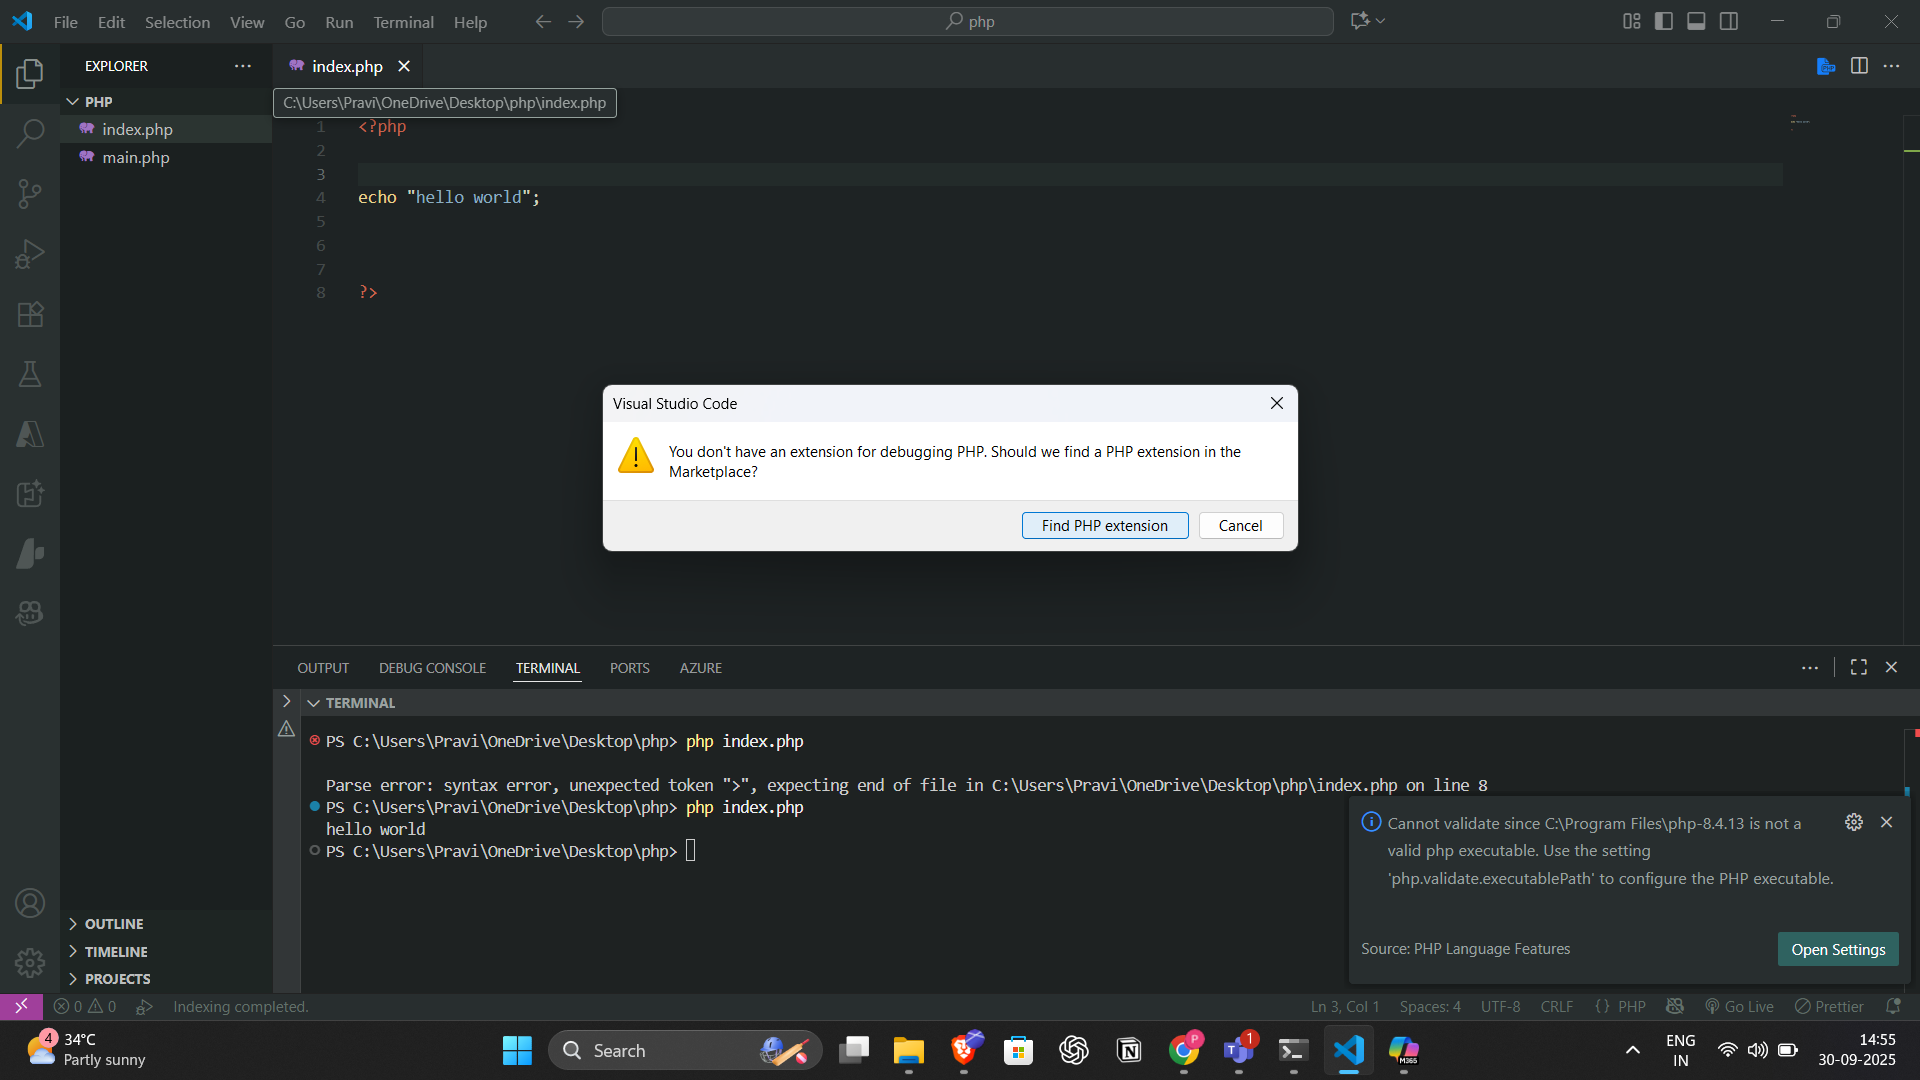 File Edit Selection View Go Run Terminal Help
php
EXPLORER
index.php
PHP
C:\Users\Pravi\OneDrive\Desktop\php\index.php
index.php
main.php
1 <?php
2
3
4 echo "hello world";
5
6
7
8 ?>
Visual Studio Code
You don't have an extension for debugging PHP. Should we find a PHP extension in the
Marketplace?
Find PHP extension Cancel
OUTPUT DEBUG CONSOLE TERMINAL PORTS AZURE
TERMINAL
PS C:\Users\Pravi\OneDrive\Desktop\php> php index.php
Parse error: syntax error, unexpected token ">", expecting end of file in C:\Users\Pravi\OneDrive\Desktop\php\index.php on line 8
PS C:\Users\Pravi\OneDrive\Desktop\php> php index.php
hello world
PS C:\Users\Pravi\OneDrive\Desktop\php>
Cannot validate since C:\Program Files\php-8.4.13 is not a
valid php executable. Use the setting
'php.validate.executablePath' to configure the PHP executable.
Source: PHP Language Features
Open Settings
OUTLINE
TIMELINE
PROJECTS
0 0 Indexing completed.
Ln 3, Col 1 Spaces: 4 UTF-8 CRLF {} PHP Go Live Prettier
4
34°C
Partly sunny
Search
P
1
M365
ENG
IN
14:55
30-09-2025